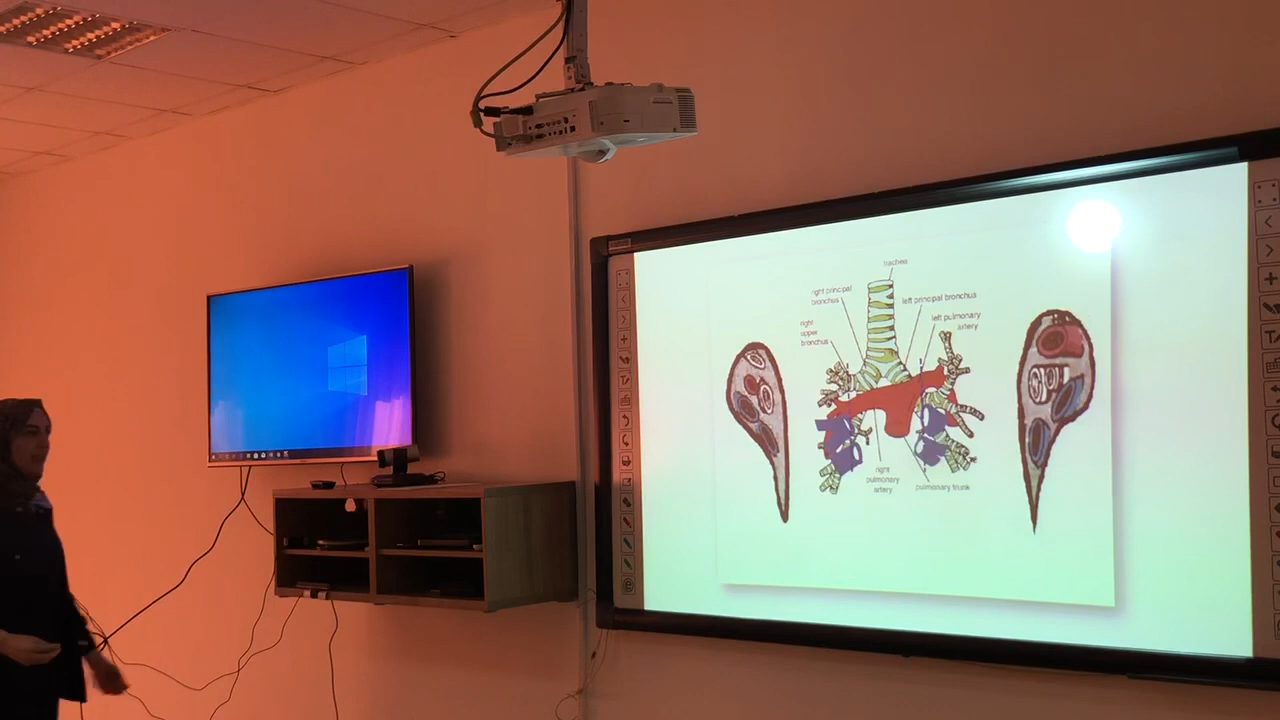 trachea
right principal
bronchus
left principal bronchus
right
upper
bronchus
left pulmonary
artery
right
pulmonary
artery
pulmonary trunk